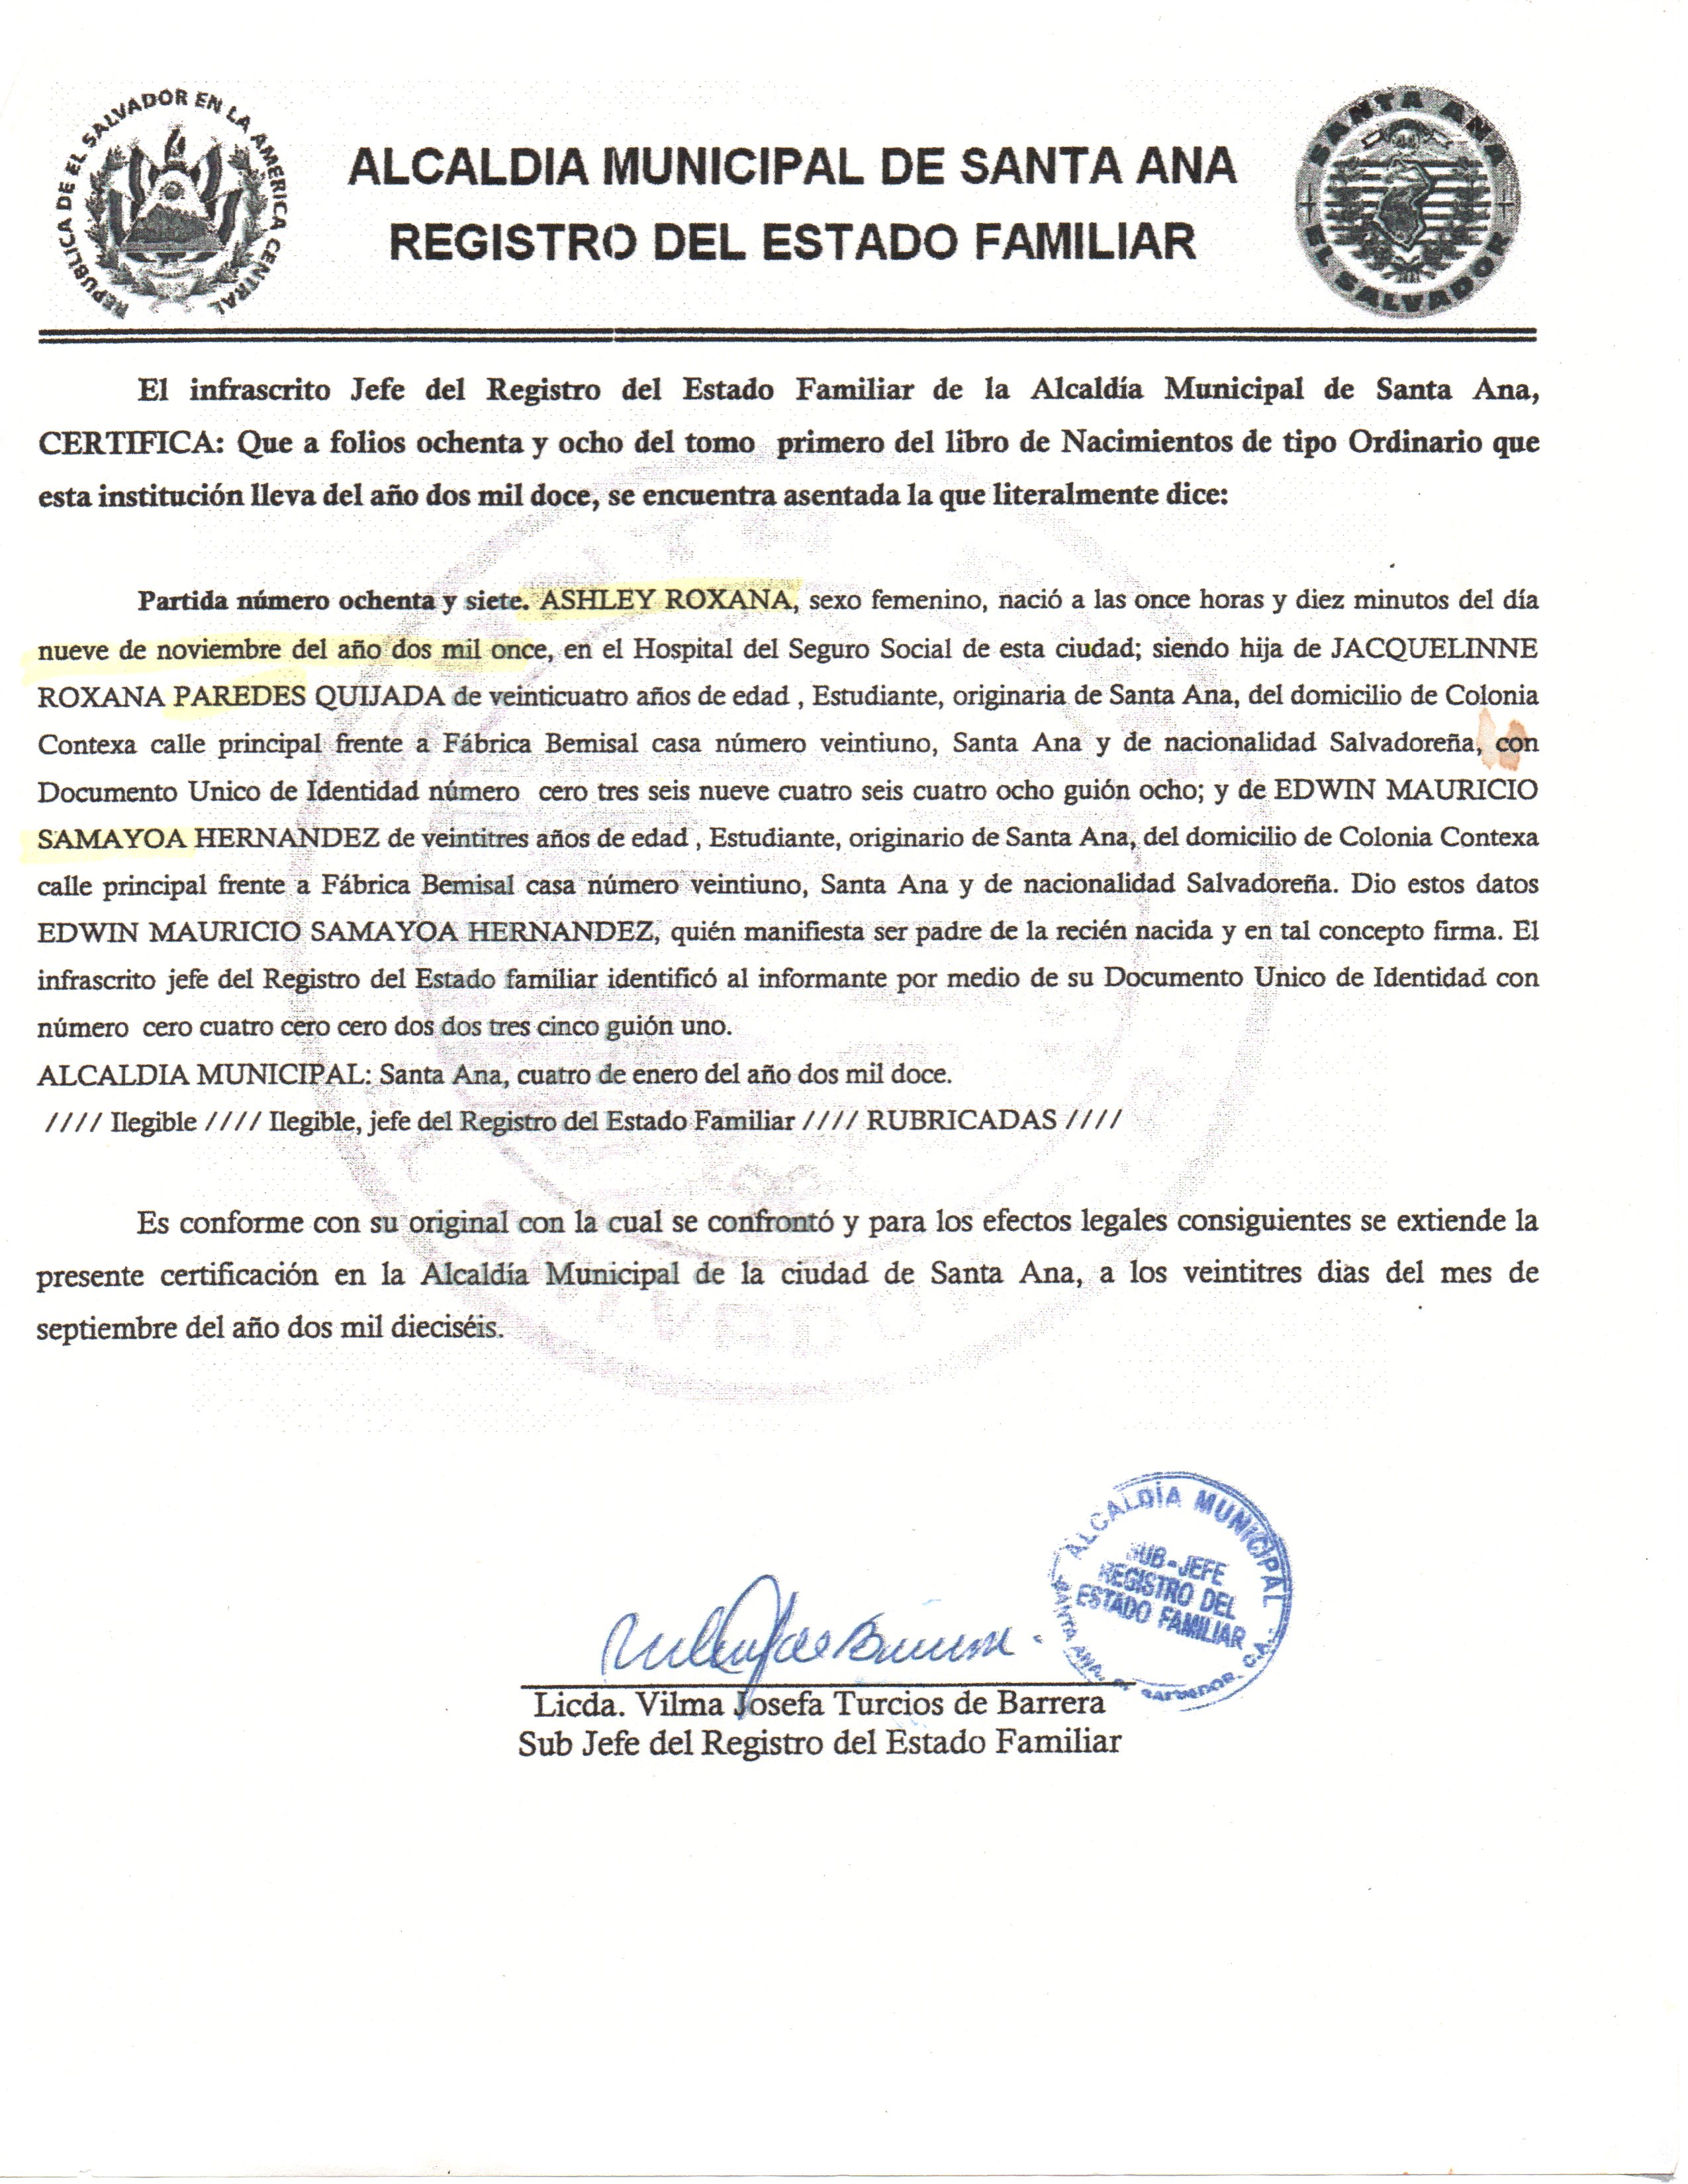 REPUBLICA DE EL SALVADOR EN LA AMERICA CENTRAL
ALCALDIA MUNICIPAL DE SANTA ANA
REGISTRO DEL ESTADO FAMILIAR
SANTA ANA
EL SALVADOR
El infrascrito Jefe del Registro del Estado Familiar de la Alcaldía Municipal de Santa Ana,
CERTIFICA: Que a folios ochenta y ocho del tomo primero del libro de Nacimientos de tipo Ordinario que
esta institución lleva del año dos mil doce, se encuentra asentada la que literalmente dice:
Partida número ochenta y siete. ASHLEY ROXANA, sexo femenino, nació a las once horas y diez minutos del día
nueve de noviembre del año dos mil once, en el Hospital del Seguro Social de esta ciudad; siendo hija de JACQUELINNE
ROXANA PAREDES QUIJADA de veinticuatro años de edad , Estudiante, originaria de Santa Ana, del domicilio de Colonia
Contexa calle principal frente a Fábrica Bemisal casa número veintiuno, Santa Ana y de nacionalidad Salvadoreña, con
Documento Unico de Identidad número cero tres seis nueve cuatro seis cuatro ocho guión ocho; y de EDWIN MAURICIO
SAMAYOA HERNANDEZ de veintitres años de edad , Estudiante, originario de Santa Ana, del domicilio de Colonia Contexa
calle principal frente a Fábrica Bemisal casa número veintiuno, Santa Ana y de nacionalidad Salvadoreña. Dio estos datos
EDWIN MAURICIO SAMAYOA HERNANDEZ, quién manifiesta ser padre de la recién nacida y en tal concepto firma. El
infrascrito jefe del Registro del Estado familiar identificó al informante por medio de su Documento Unico de Identidad con
número cero cuatro cero cero dos dos tres cinco guión uno.
ALCALDIA MUNICIPAL: Santa Ana, cuatro de enero del año dos mil doce.
//// Ilegible //// Ilegible, jefe del Registro del Estado Familiar //// RUBRICADAS ////
Es conforme con su original con la cual se confrontó y para los efectos legales consiguientes se extiende la
presente certificación en la Alcaldía Municipal de la ciudad de Santa Ana, a los veintitres dias del mes de
septiembre del año dos mil dieciséis.
ALCALDÍA MUNICIPAL
SUB-JEFE
REGISTRO DEL
ESTADO FAMILIAR
SANTA ANA, EL SALVADOR, C.A.
Licda. Vilma Josefa Turcios de Barrera
Sub Jefe del Registro del Estado Familiar